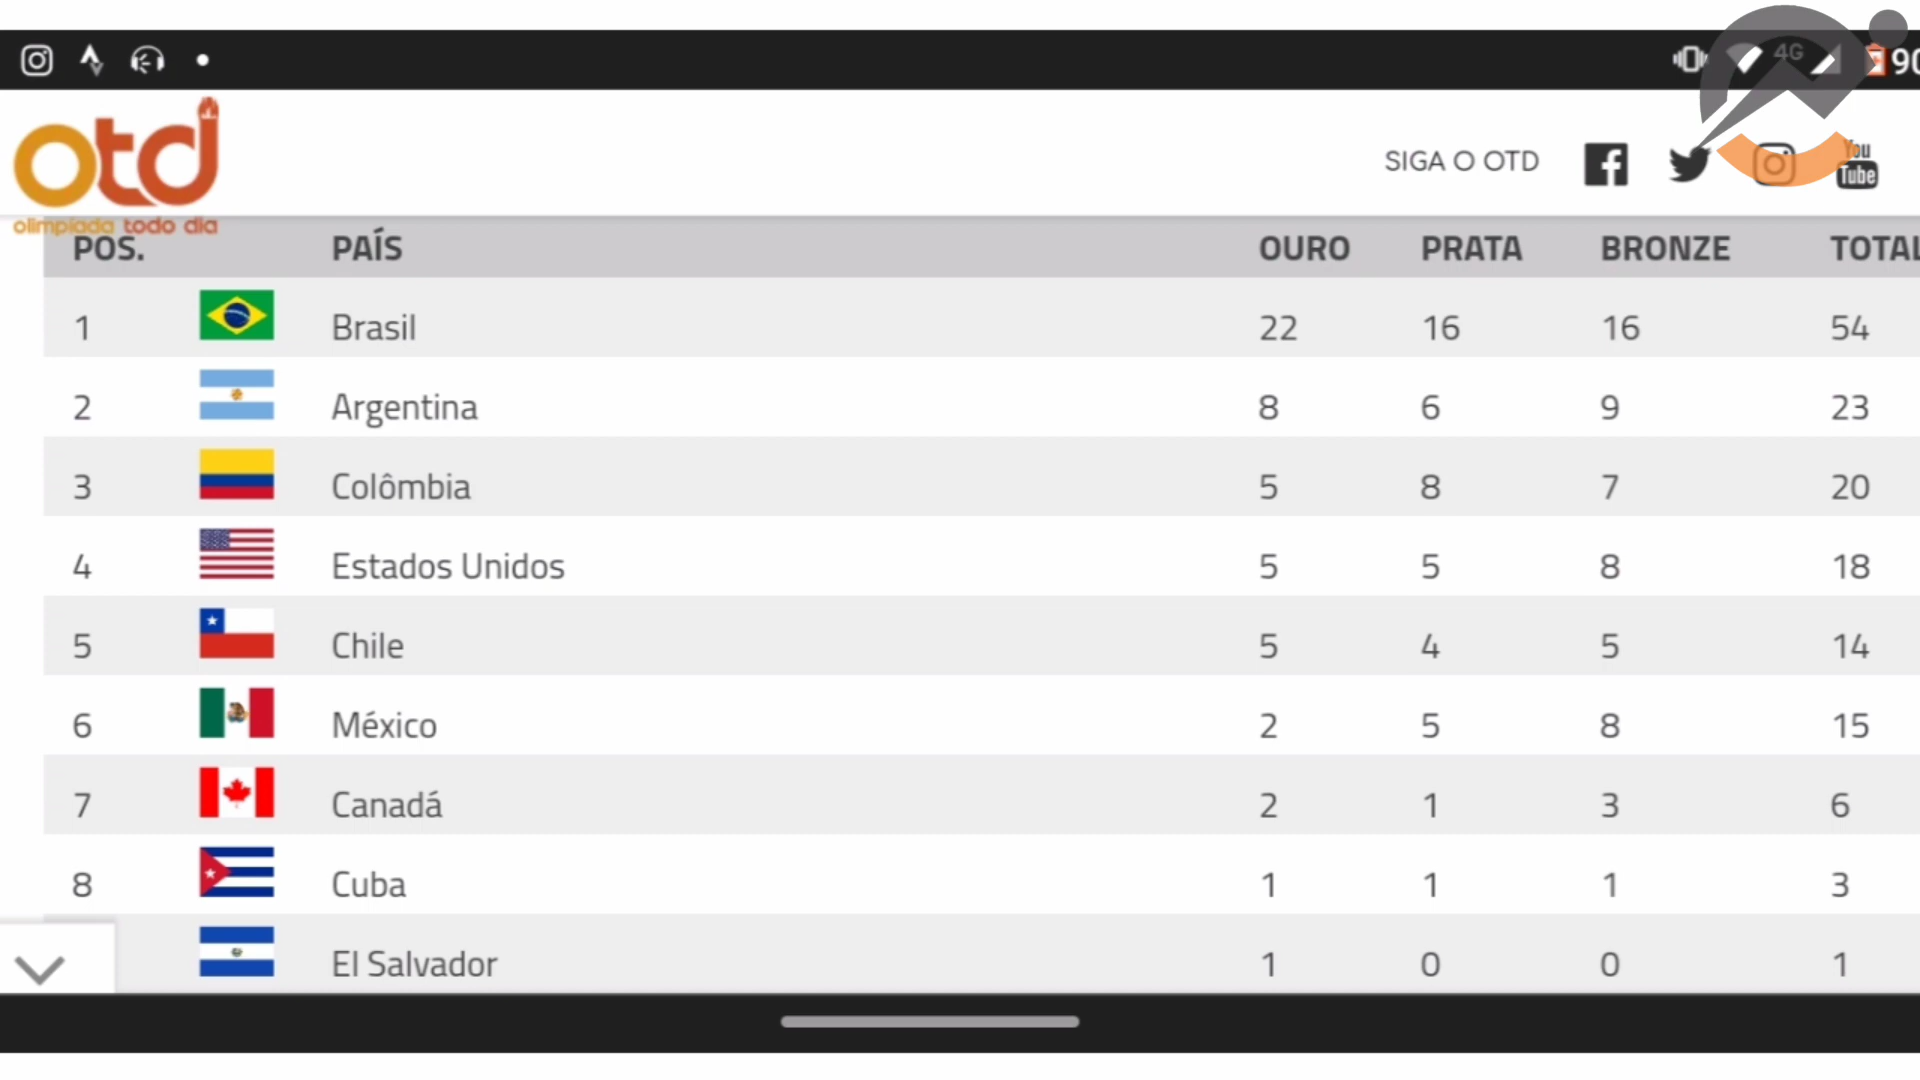 4G 90
otd
olimpíada todo dia
SIGA O OTD
You Tube
POS. PAÍS OURO PRATA BRONZE TOTAL
1 Brasil 22 16 16 54
2 Argentina 8 6 9 23
3 Colômbia 5 8 7 20
4 Estados Unidos 5 5 8 18
5 Chile 5 4 5 14
6 México 2 5 8 15
7 Canadá 2 1 3 6
8 Cuba 1 1 1 3
El Salvador 1 0 0 1